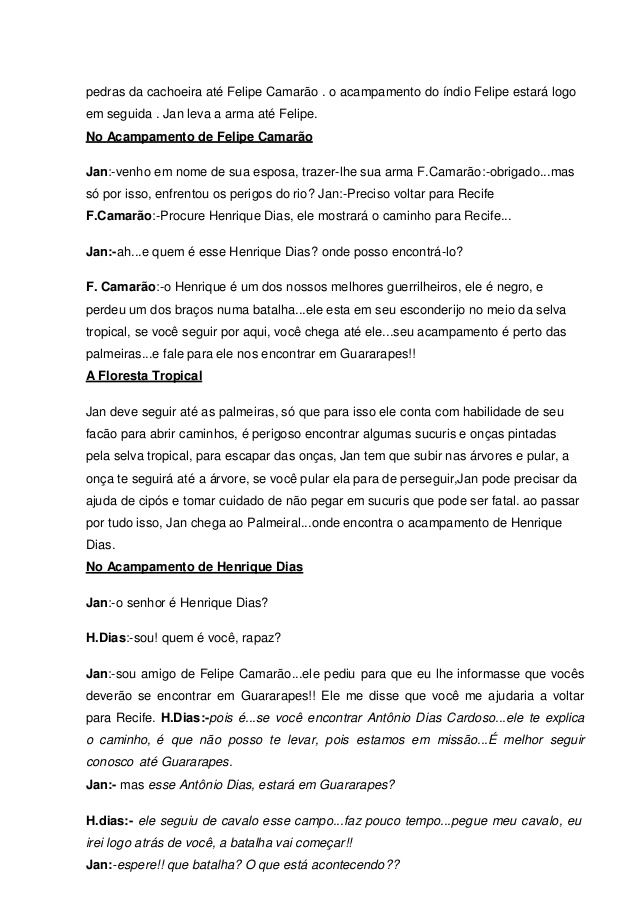 pedras da cachoeira até Felipe Camarão . o acampamento do índio Felipe estará logo
em seguida . Jan leva a arma até Felipe.
No Acampamento de Felipe Camarão
Jan:-venho em nome de sua esposa, trazer-lhe sua arma F.Camarão:-obrigado...mas
só por isso, enfrentou os perigos do rio? Jan:-Preciso voltar para Recife
F.Camarão:-Procure Henrique Dias, ele mostrará o caminho para Recife...
Jan:-ah...e quem é esse Henrique Dias? onde posso encontrá-lo?
F. Camarão:-o Henrique é um dos nossos melhores guerrilheiros, ele é negro, e
perdeu um dos braços numa batalha...ele esta em seu esconderijo no meio da selva
tropical, se você seguir por aqui, você chega até ele...seu acampamento é perto das
palmeiras...e fale para ele nos encontrar em Guararapes!!
A Floresta Tropical
Jan deve seguir até as palmeiras, só que para isso ele conta com habilidade de seu
facão para abrir caminhos, é perigoso encontrar algumas sucuris e onças pintadas
pela selva tropical, para escapar das onças, Jan tem que subir nas árvores e pular, a
onça te seguirá até a árvore, se você pular ela para de perseguir,Jan pode precisar da
ajuda de cipós e tomar cuidado de não pegar em sucuris que pode ser fatal. ao passar
por tudo isso, Jan chega ao Palmeiral...onde encontra o acampamento de Henrique
Dias.
No Acampamento de Henrique Dias
Jan:-o senhor é Henrique Dias?
H.Dias:-sou! quem é você, rapaz?
Jan:-sou amigo de Felipe Camarão...ele pediu para que eu lhe informasse que vocês
deverão se encontrar em Guararapes!! Ele me disse que você me ajudaria a voltar
para Recife. H.Dias:-pois é...se você encontrar Antônio Dias Cardoso...ele te explica
o caminho, é que não posso te levar, pois estamos em missão...É melhor seguir
conosco até Guararapes.
Jan:- mas esse Antônio Dias, estará em Guararapes?
H.dias:- ele seguiu de cavalo esse campo...faz pouco tempo...pegue meu cavalo, eu
irei logo atrás de você, a batalha vai começar!!
Jan:-espere!! que batalha? O que está acontecendo??